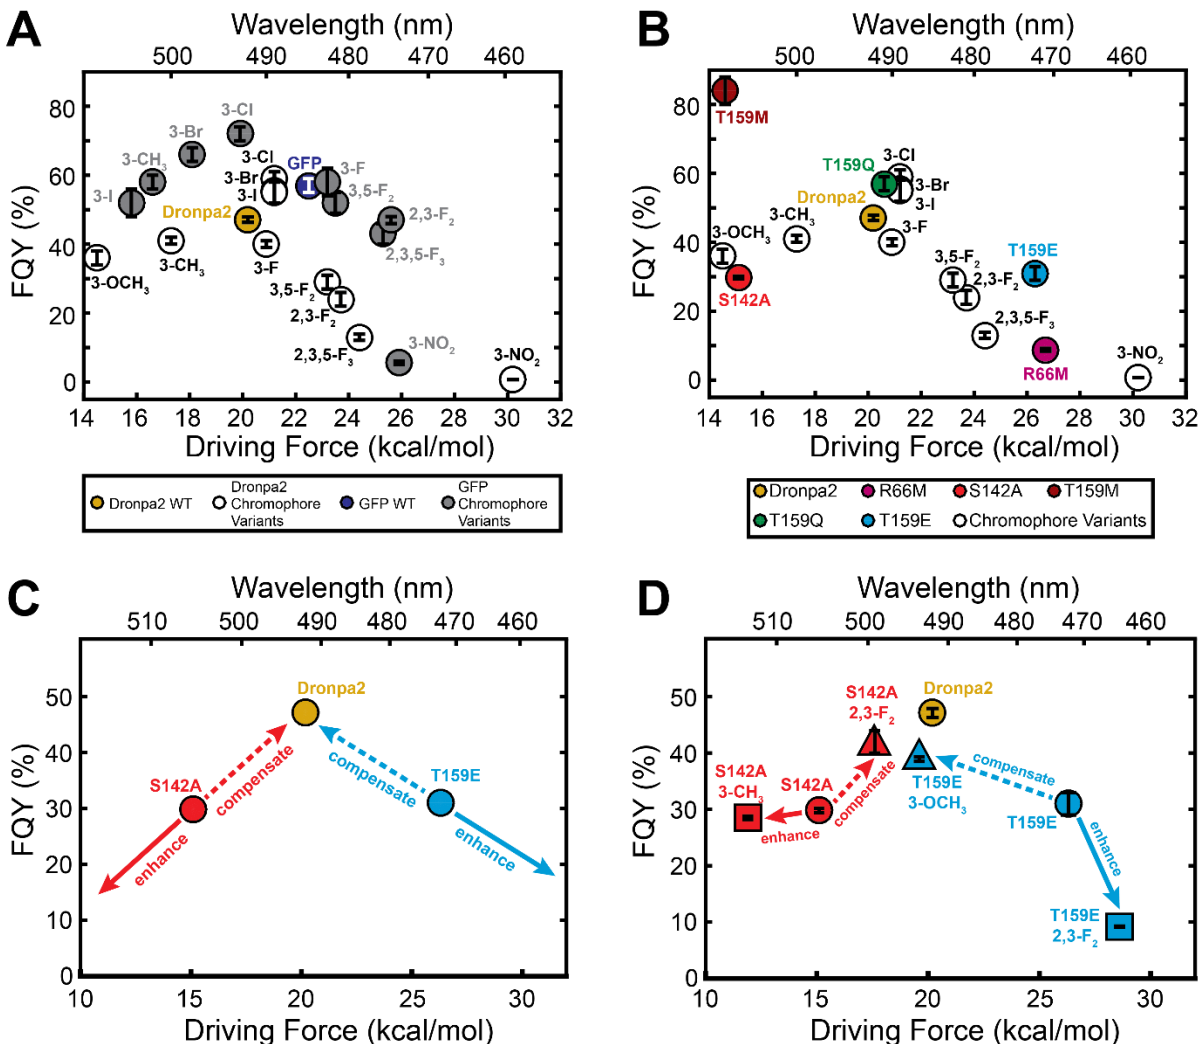 A
Wavelength (nm)
500 490 480 470 460
FQY (%)
80
60
40
20
0
3-Cl
3-Br
3-CH3
3-I
3-Cl
3-Br
3-I
GFP
3-F
3,5-F2
2,3-F2
2,3,5-F3
Dronpa2
3-OCH3
3-CH3
3-F
3,5-F2
2,3-F2
2,3,5-F3
3-NO2
3-NO2
14 16 18 20 22 24 26 28 30 32
Driving Force (kcal/mol)
Dronpa2 WT
Dronpa2
Chromophore
Variants
GFP WT
GFP
Chromophore
Variants
B
Wavelength (nm)
500 490 480 470 460
FQY (%)
80
60
40
20
0
T159M
T159Q
3-Cl
3-Br
3-I
Dronpa2
3-CH3
3-OCH3
3-F
S142A
3,5-F2
2,3-F2
T159E
2,3,5-F3
R66M
3-NO2
14 16 18 20 22 24 26 28 30 32
Driving Force (kcal/mol)
Dronpa2 R66M S142A T159M
T159Q T159E Chromophore Variants
C
Wavelength (nm)
510 500 490 480 470 460
FQY (%)
50
40
30
20
10
0
Dronpa2
S142A
T159E
compensate
compensate
enhance
enhance
10 15 20 25 30
Driving Force (kcal/mol)
D
Wavelength (nm)
510 500 490 480 470 460
FQY (%)
50
40
30
20
10
0
S142A
2,3-F2
Dronpa2
S142A
3-CH3
S142A
compensate
enhance
T159E
3-OCH3
compensate
T159E
enhance
T159E
2,3-F2
10 15 20 25 30
Driving Force (kcal/mol)